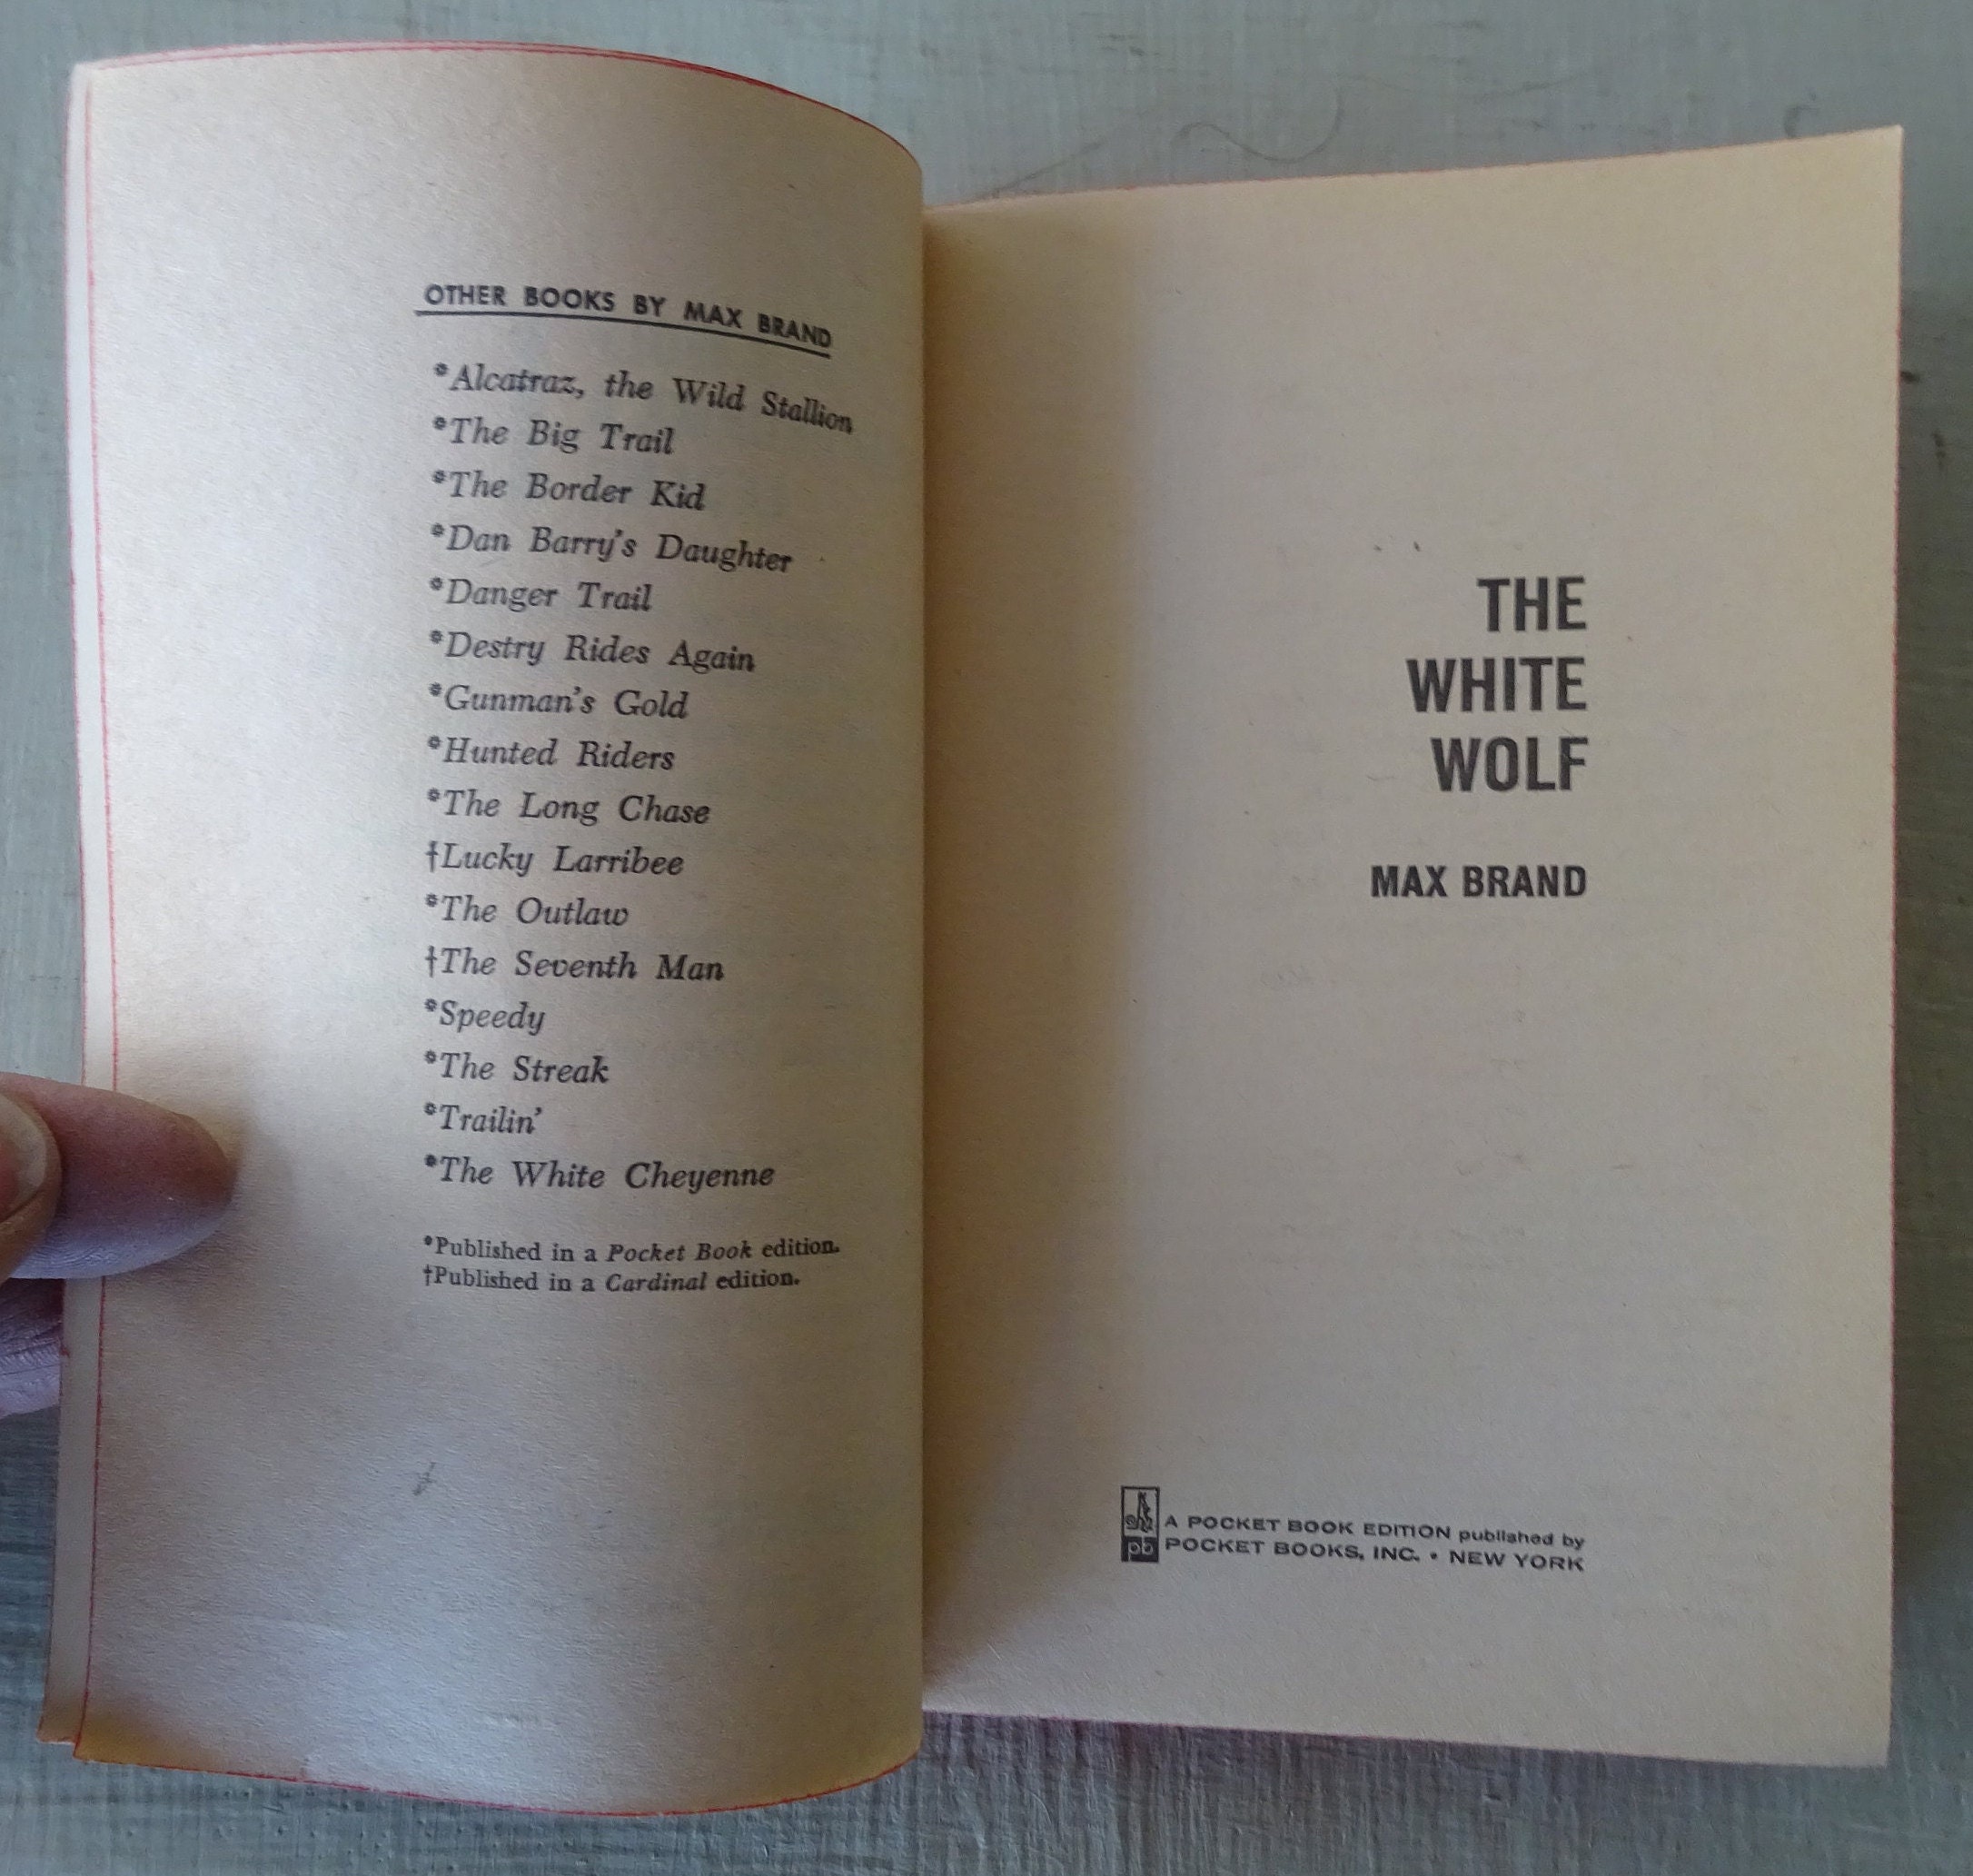 OTHER BOOKS BY MAX BRAND
*Alcatraz, the Wild Stallion
*The Big Trail
*The Border Kid
*Dan Barry's Daughter
*Danger Trail
*Destry Rides Again
*Gunman's Gold
*Hunted Riders
*The Long Chase
†Lucky Larribee
*The Outlaw
†The Seventh Man
*Speedy
*The Streak
*Trailin'
*The White Cheyenne
*Published in a Pocket Book edition.
†Published in a Cardinal edition.
THE
WHITE
WOLF
MAX BRAND
pb
A POCKET BOOK EDITION published by
POCKET BOOKS, INC. • NEW YORK